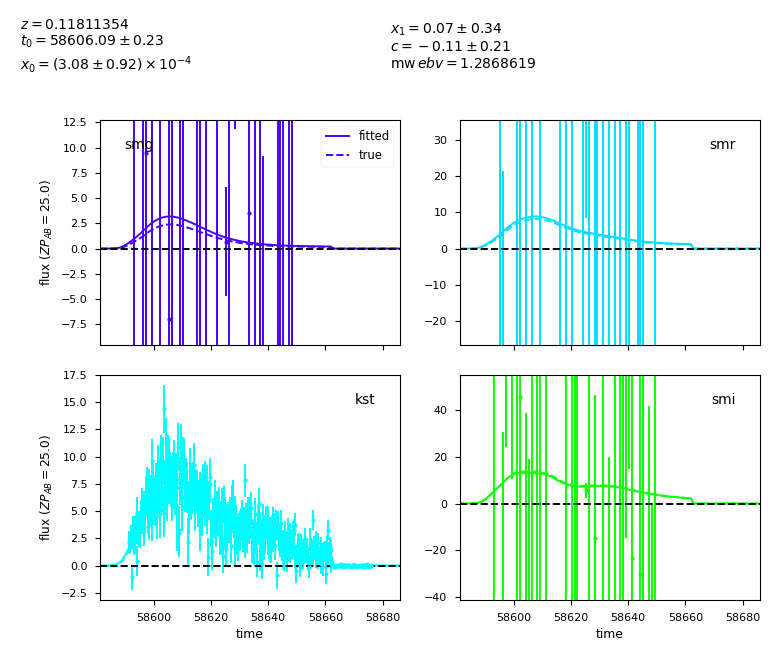 z = 0.11811354
t₀ = 58606.09 ± 0.23
x₀ = (3.08 ± 0.92) × 10⁻⁴
x₁ = 0.07 ± 0.34
c = −0.11 ± 0.21
mw ebv = 1.2868619
smg
fitted
true
12.5
10.0
7.5
5.0
2.5
0.0
−2.5
−5.0
−7.5
flux (ZP_AB = 25.0)
smr
30
20
10
0
−10
−20
kst
17.5
15.0
12.5
10.0
7.5
5.0
2.5
0.0
−2.5
flux (ZP_AB = 25.0)
58600 58620 58640 58660 58680
time
smi
40
20
0
−20
−40
58600 58620 58640 58660 58680
time